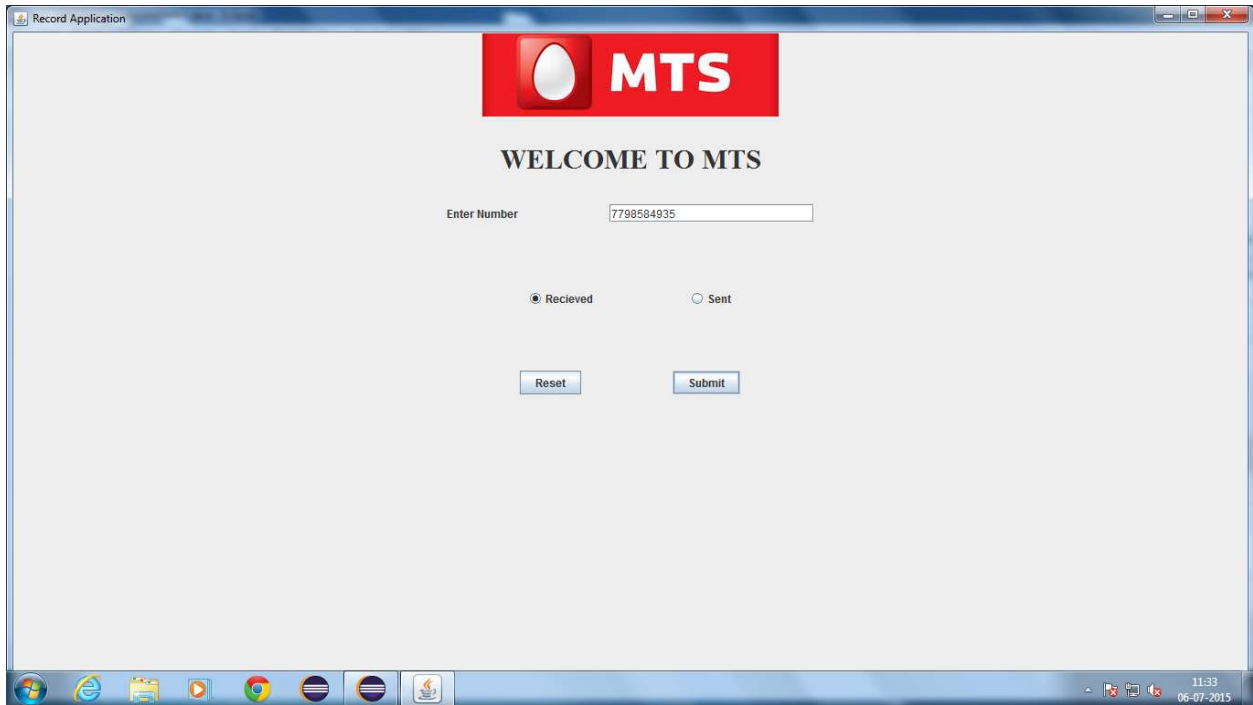 Record Application
MTS
WELCOME TO MTS
Enter Number 7798584935
Recieved Sent
Reset Submit
11:33
06-07-2015